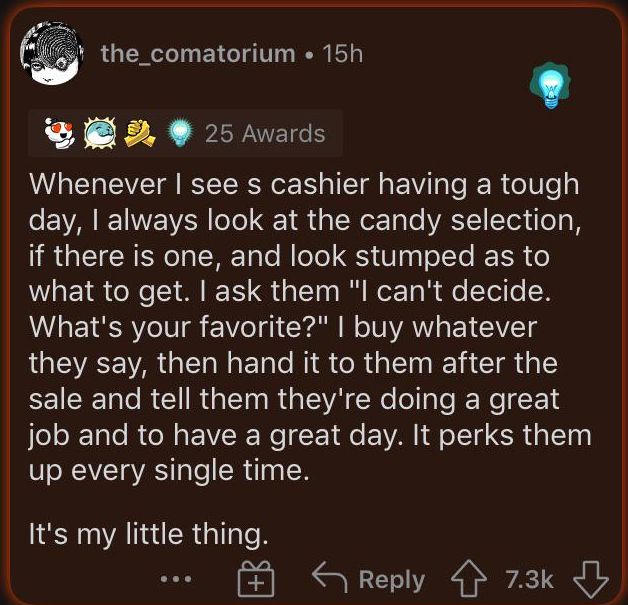 the_comatorium • 15h
25 Awards
Whenever I see s cashier having a tough
day, I always look at the candy selection,
if there is one, and look stumped as to
what to get. I ask them "I can't decide.
What's your favorite?" I buy whatever
they say, then hand it to them after the
sale and tell them they're doing a great
job and to have a great day. It perks them
up every single time.
It's my little thing.
Reply 7.3k